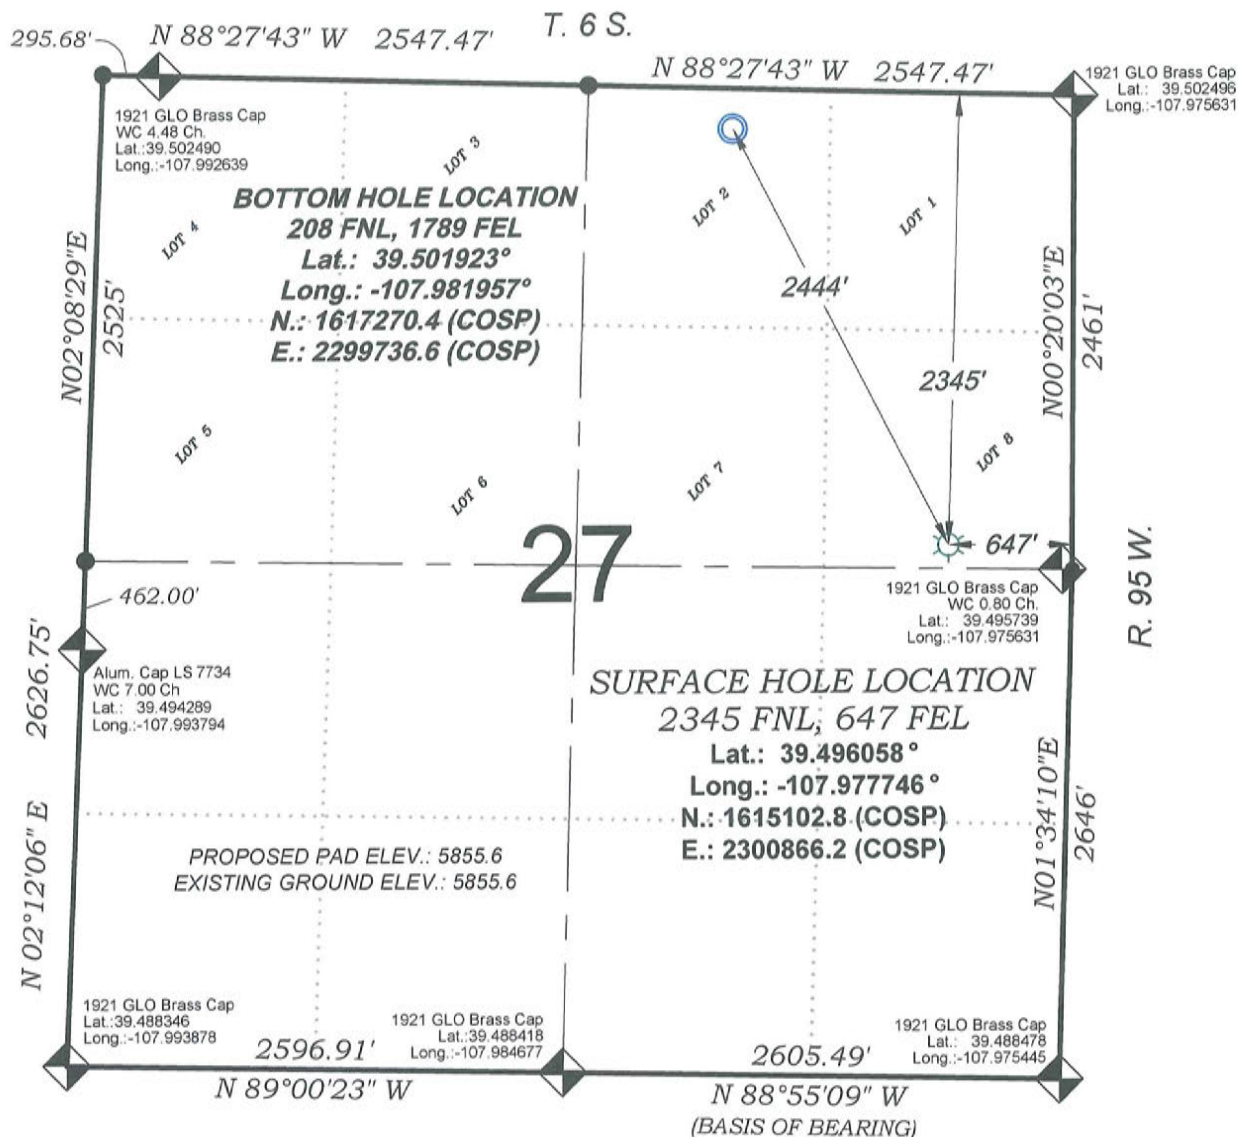 T. 6 S.
295.68'
N 88°27'43" W 2547.47'
N 88°27'43" W 2547.47'
1921 GLO Brass Cap
Lat.: 39.502496
Long.:-107.975631
1921 GLO Brass Cap
WC 4.48 Ch.
Lat.:39.502490
Long.:-107.992639
LOT 3
LOT 2
LOT 1
LOT 4
BOTTOM HOLE LOCATION
208 FNL, 1789 FEL
Lat.: 39.501923°
Long.: -107.981957°
N.: 1617270.4 (COSP)
E.: 2299736.6 (COSP)
N02°08'29"E
2525'
2444'
2345'
N00°20'03"E
2461'
LOT 5
LOT 6
LOT 7
LOT 8
27
647'
R. 95 W.
462.00'
1921 GLO Brass Cap
WC 0.80 Ch.
Lat.: 39.495739
Long.:-107.975631
Alum. Cap LS 7734
WC 7.00 Ch
Lat.: 39.494289
Long.:-107.993794
2626.75'
N 02°12'06" E
SURFACE HOLE LOCATION
2345 FNL, 647 FEL
Lat.: 39.496058°
Long.: -107.977746°
N.: 1615102.8 (COSP)
E.: 2300866.2 (COSP)
N01°34'10"E
2646'
PROPOSED PAD ELEV.: 5855.6
EXISTING GROUND ELEV.: 5855.6
1921 GLO Brass Cap
Lat.:39.488346
Long.:-107.993878
1921 GLO Brass Cap
Lat.:39.488418
Long.:-107.984677
1921 GLO Brass Cap
Lat.: 39.488478
Long.:-107.975445
2596.91'
N 89°00'23" W
2605.49'
N 88°55'09" W
(BASIS OF BEARING)